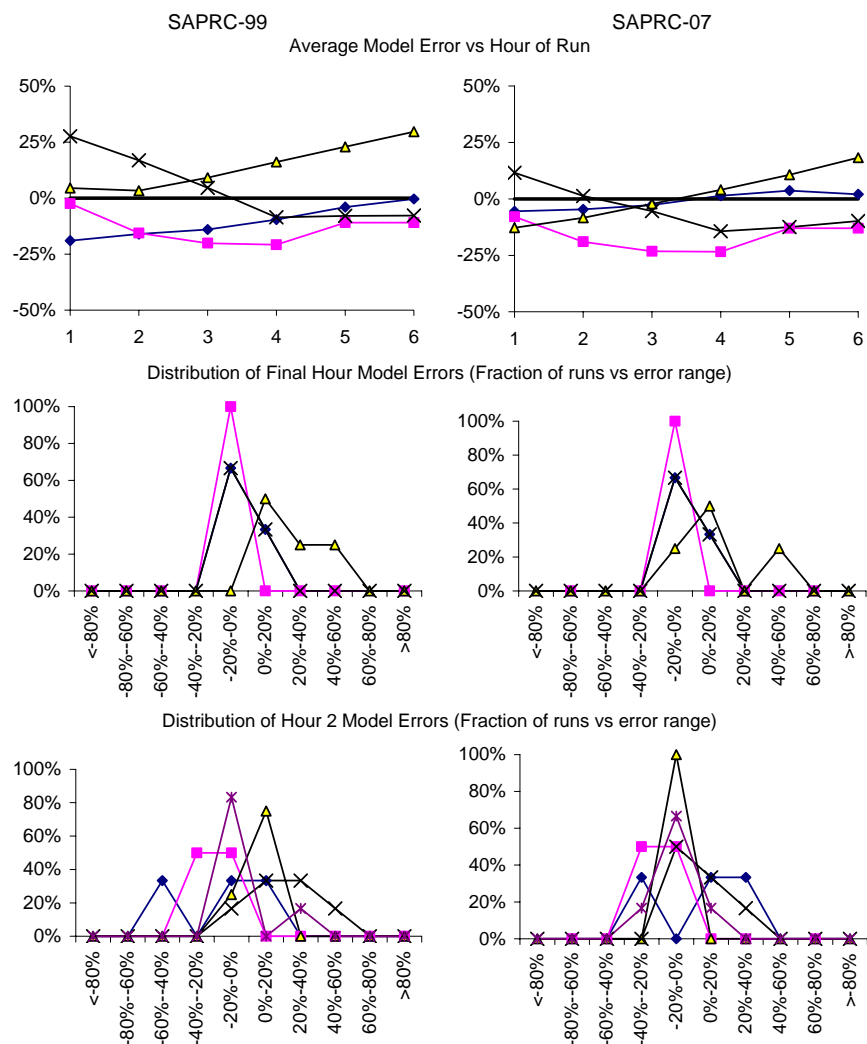 SAPRC-99 SAPRC-07
Average Model Error vs Hour of Run
50% 50%
25% 25%
0% 0%
-25% -25%
-50% -50%
1 2 3 4 5 6 1 2 3 4 5 6
Distribution of Final Hour Model Errors (Fraction of runs vs error range)
100% 100%
80% 80%
60% 60%
40% 40%
20% 20%
0% 0%
<-80% -80%--60% -60%--40% -40%--20% -20%-0% 0%-20% 20%-40% 40%-60% 60%-80% >80% <-80% -80%--60% -60%--40% -40%--20% -20%-0% 0%-20% 20%-40% 40%-60% 60%-80% >-80%
Distribution of Hour 2 Model Errors (Fraction of runs vs error range)
100% 100%
80% 80%
60% 60%
40% 40%
20% 20%
0% 0%
<-80% -80%--60% -60%--40% -40%--20% -20%-0% 0%-20% 20%-40% 40%-60% 60%-80% >80% <-80% -80%--60% -60%--40% -40%--20% -20%-0% 0%-20% 20%-40% 40%-60% 60%-80% >-80%